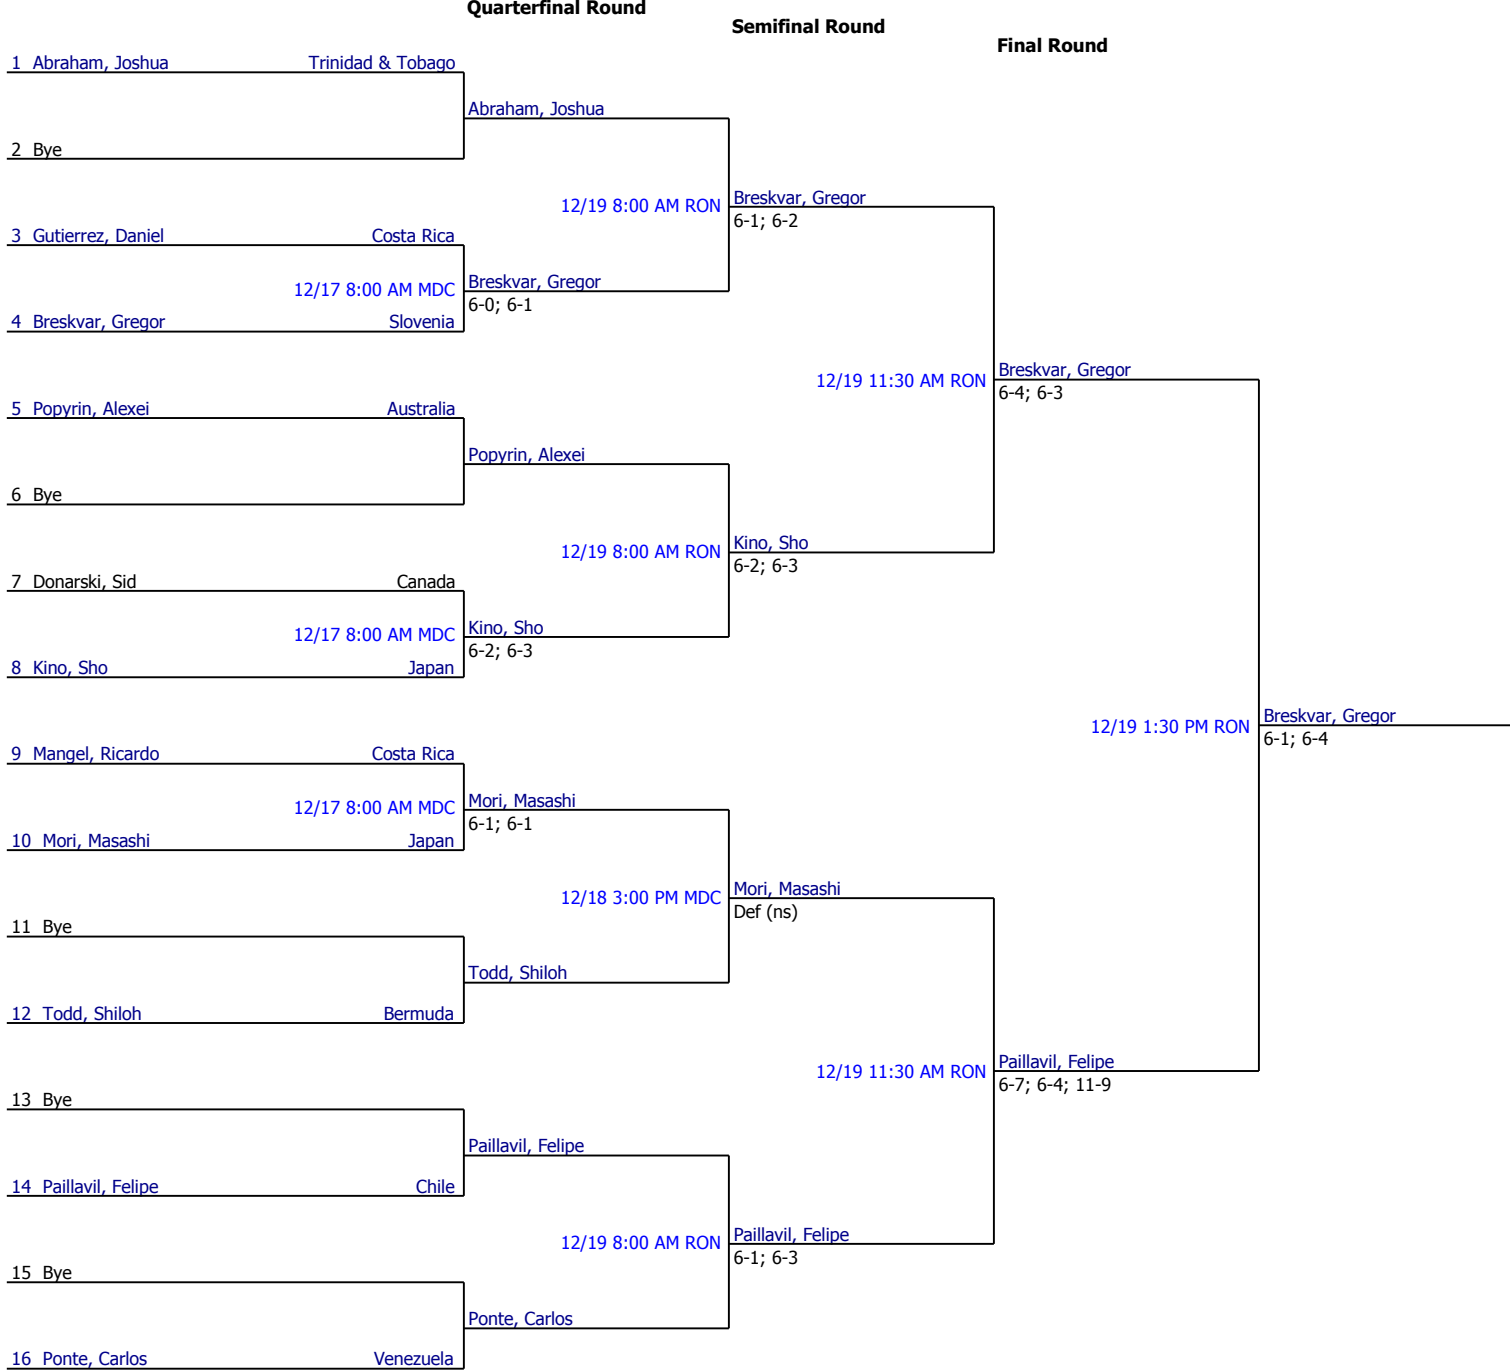 Quarterfinal Round
Semifinal Round
Final Round
1 Abraham, Joshua Trinidad & Tobago
Abraham, Joshua
2 Bye
12/19 8:00 AM RON Breskvar, Gregor
6-1; 6-2
3 Gutierrez, Daniel Costa Rica
12/17 8:00 AM MDC Breskvar, Gregor
6-0; 6-1
4 Breskvar, Gregor Slovenia
12/19 11:30 AM RON Breskvar, Gregor
6-4; 6-3
5 Popyrin, Alexei Australia
Popyrin, Alexei
6 Bye
12/19 8:00 AM RON Kino, Sho
6-2; 6-3
7 Donarski, Sid Canada
12/17 8:00 AM MDC Kino, Sho
6-2; 6-3
8 Kino, Sho Japan
12/19 1:30 PM RON Breskvar, Gregor
6-1; 6-4
9 Mangel, Ricardo Costa Rica
12/17 8:00 AM MDC Mori, Masashi
6-1; 6-1
10 Mori, Masashi Japan
12/18 3:00 PM MDC Mori, Masashi
Def (ns)
11 Bye
Todd, Shiloh
12 Todd, Shiloh Bermuda
12/19 11:30 AM RON Paillavil, Felipe
6-7; 6-4; 11-9
13 Bye
Paillavil, Felipe
14 Paillavil, Felipe Chile
12/19 8:00 AM RON Paillavil, Felipe
6-1; 6-3
15 Bye
Ponte, Carlos
16 Ponte, Carlos Venezuela